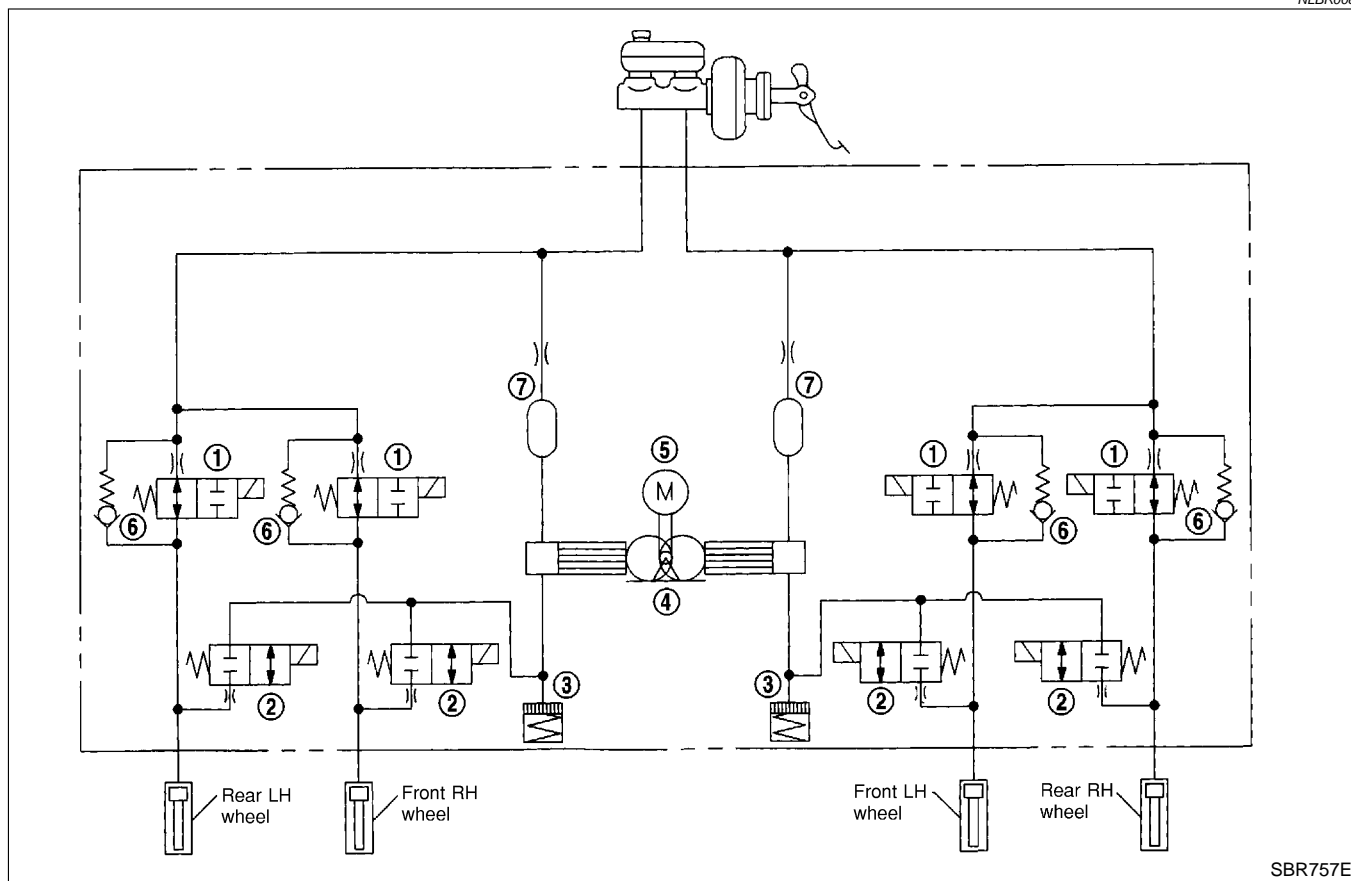 ⑦
⑦
⑤
M
①
①
①
①
⑥
⑥
⑥
⑥
④
②
②
③
③
②
②
Rear LH
wheel
Front RH
wheel
Front LH
wheel
Rear RH
wheel
SBR757E